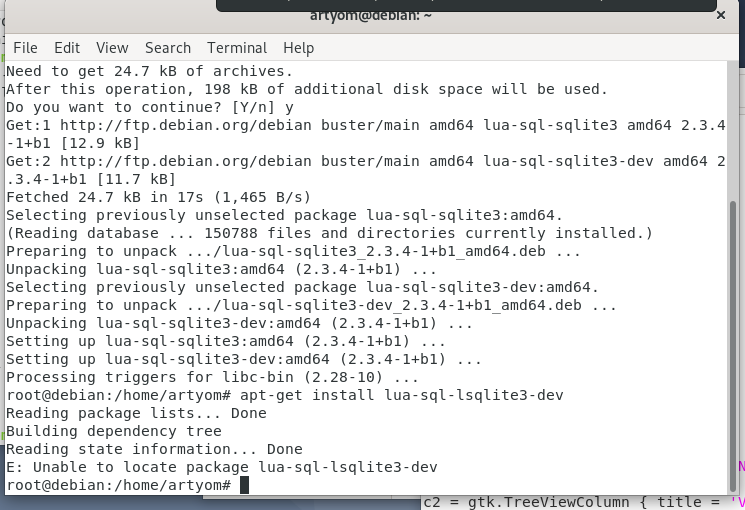 artyom@debian: ~
File Edit View Search Terminal Help
Need to get 24.7 kB of archives.
After this operation, 198 kB of additional disk space will be used.
Do you want to continue? [Y/n] y
Get:1 http://ftp.debian.org/debian buster/main amd64 lua-sql-sqlite3 amd64 2.3.4
-1+b1 [12.9 kB]
Get:2 http://ftp.debian.org/debian buster/main amd64 lua-sql-sqlite3-dev amd64 2
.3.4-1+b1 [11.7 kB]
Fetched 24.7 kB in 17s (1,465 B/s)
Selecting previously unselected package lua-sql-sqlite3:amd64.
(Reading database ... 150788 files and directories currently installed.)
Preparing to unpack .../lua-sql-sqlite3_2.3.4-1+b1_amd64.deb ...
Unpacking lua-sql-sqlite3:amd64 (2.3.4-1+b1) ...
Selecting previously unselected package lua-sql-sqlite3-dev:amd64.
Preparing to unpack .../lua-sql-sqlite3-dev_2.3.4-1+b1_amd64.deb ...
Unpacking lua-sql-sqlite3-dev:amd64 (2.3.4-1+b1) ...
Setting up lua-sql-sqlite3:amd64 (2.3.4-1+b1) ...
Setting up lua-sql-sqlite3-dev:amd64 (2.3.4-1+b1) ...
Processing triggers for libc-bin (2.28-10) ...
root@debian:/home/artyom# apt-get install lua-sql-lsqlite3-dev
Reading package lists... Done
Building dependency tree
Reading state information... Done
E: Unable to locate package lua-sql-lsqlite3-dev
root@debian:/home/artyom#
c2 = gtk.TreeViewColumn { title = 'V